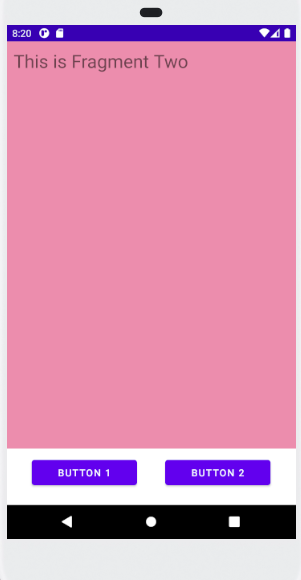 8:20
This is Fragment Two
BUTTON 1
BUTTON 2